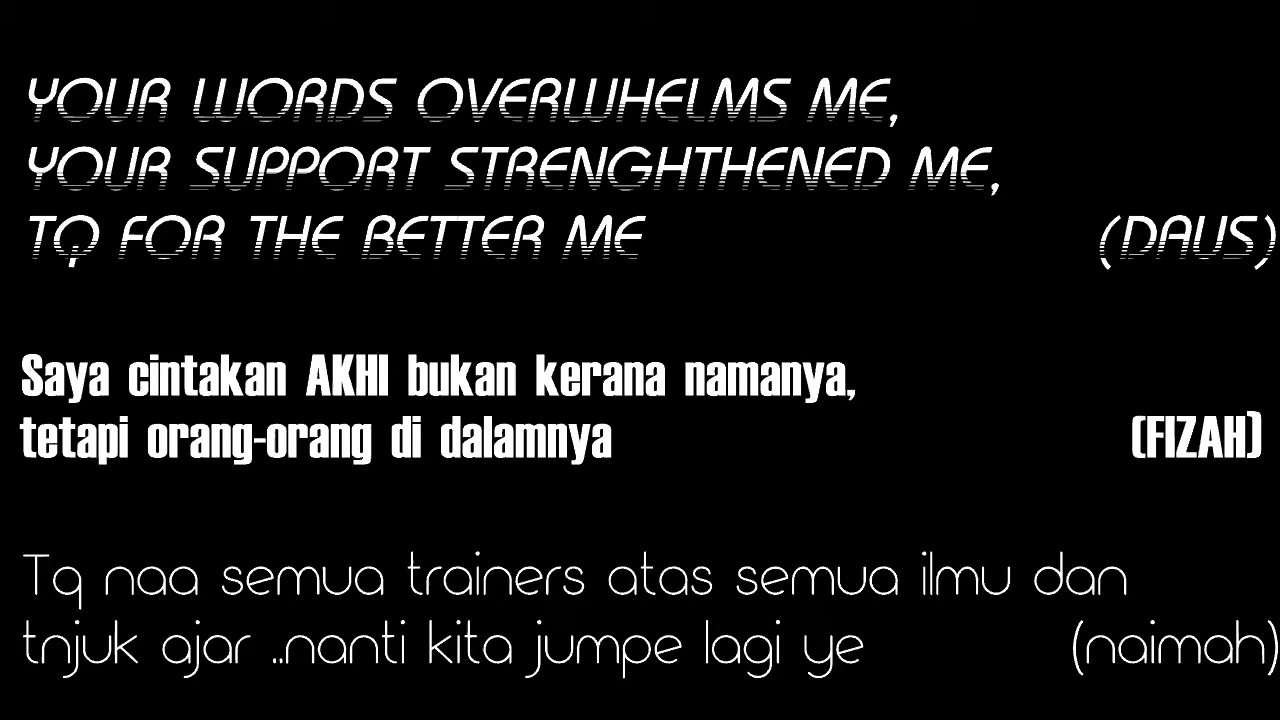 YOUR WORDS OVERWHELMS ME,
YOUR SUPPORT STRENGHTHENED ME,
TQ FOR THE BETTER ME (DAUS)
Saya cintakan AKHI bukan kerana namanya,
tetapi orang-orang di dalamnya (FIZAH)
Tq naa semua trainers atas semua ilmu dan
tnjuk ajar ..nanti kita jumpe lagi ye (naimah)